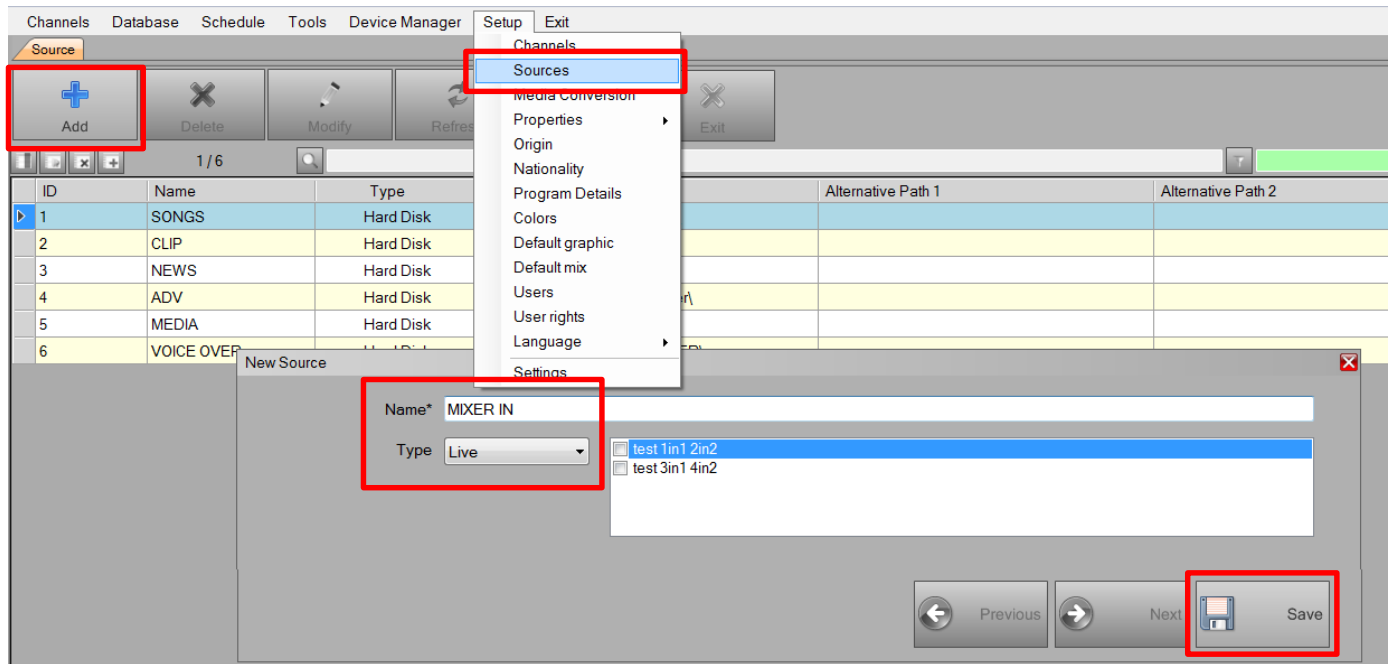 Channels Database Schedule Tools Device Manager Setup Exit
Source
Channels
Sources
Media Conversion
Properties
Origin
Nationality
Program Details
Colors
Default graphic
Default mix
Users
User rights
Language
Settings
Add Delete Modify Refres Exit
1 / 6
ID Name Type Alternative Path 1 Alternative Path 2
1 SONGS Hard Disk
2 CLIP Hard Disk
3 NEWS Hard Disk
4 ADV Hard Disk
5 MEDIA Hard Disk
6 VOICE OVER Hard Disk
New Source
Name* MIXER IN
Type Live
test 1in1 2in2
test 3in1 4in2
Previous Next Save